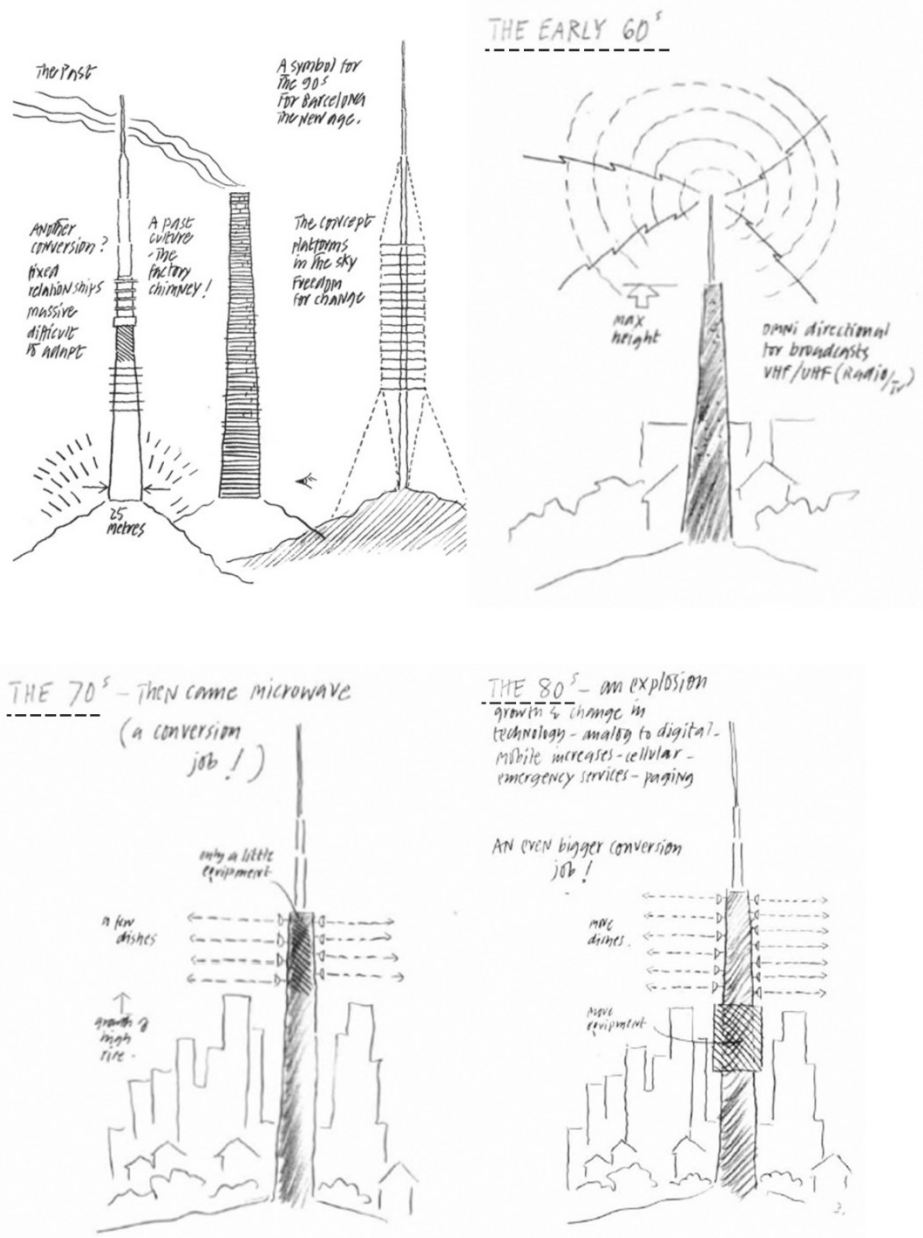 The Past
A symbol for
The 90s
For Barcelona
The New age.
Another
conversion?
fixed
relationships
massive
difficult
to adapt
A past
culture
- The
factory
chimney!
The concept
platforms
in the sky
Freedom
for change
25
metres
THE EARLY 60s
max
height
omni directional
for broadcasts
VHF/UHF (Radio/TV)
THE 70s - Then came microwave
(a conversion
job!)
only a little
equipment
a few
dishes
growth of
high
rise.
THE 80s - an explosion
growth & change in
technology - analog to digital -
mobile increases - cellular -
emergency services - paging
AN EVEN bigger conversion
job!
more
dishes.
more
equipment
2.